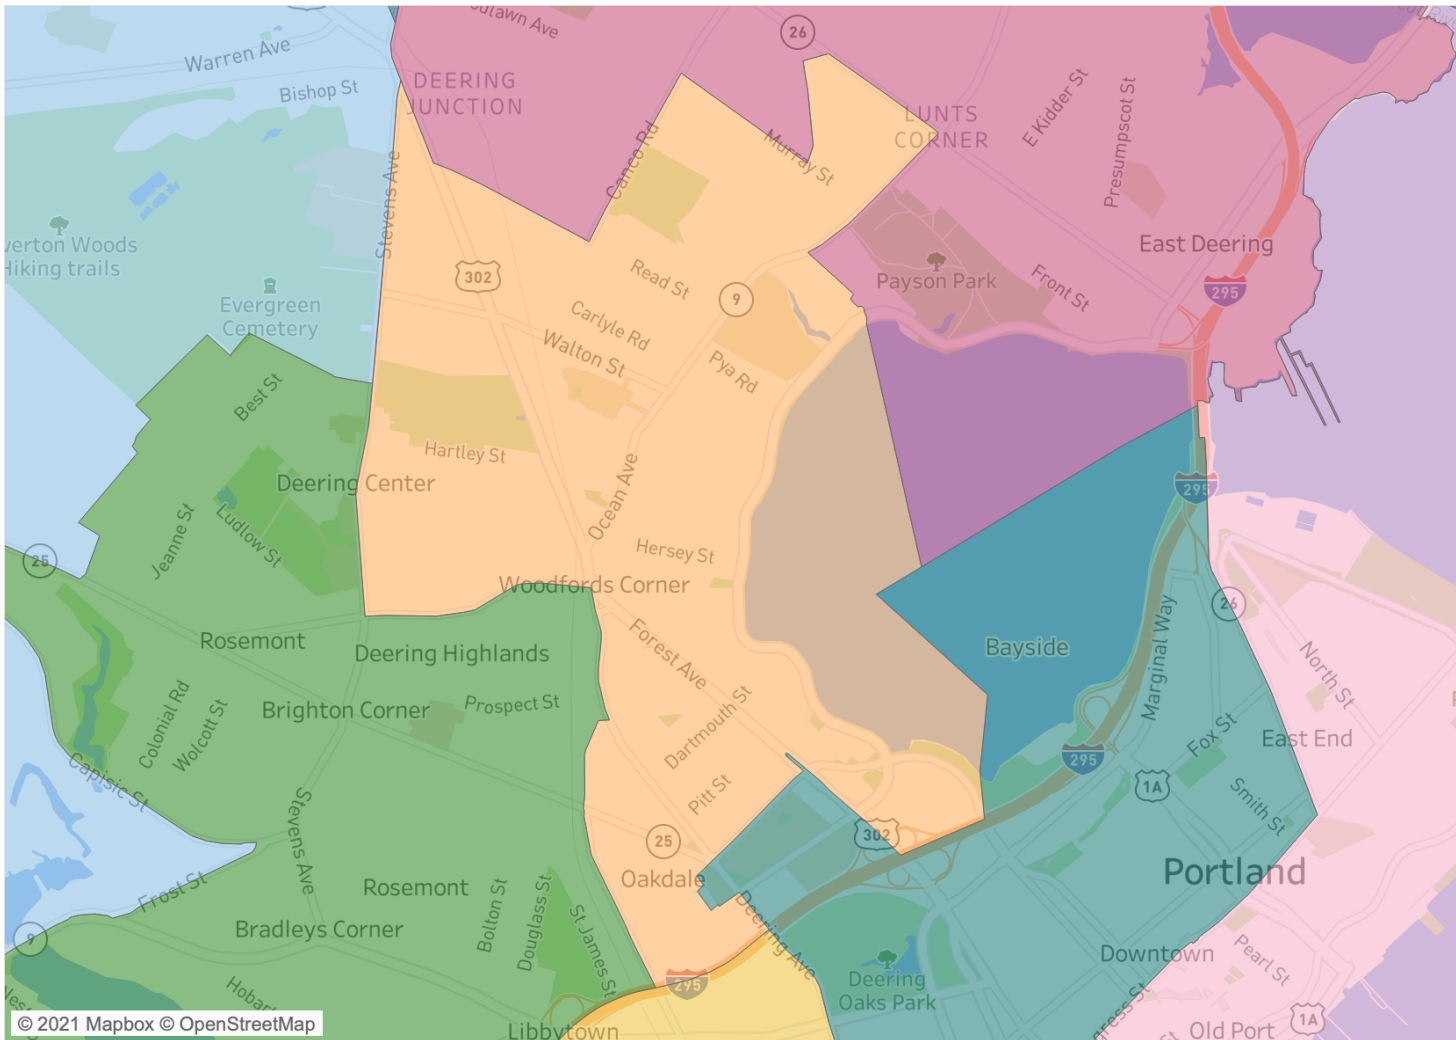 26
Warren Ave
DEERING
JUNCTION
Bishop St
LUNTS
CORNER
E Kidder St
Presumpscot St
Canco Rd
Murray St
Stevens Ave
Hiking trails
Evergreen
Cemetery
302
Read St
9
Carlyle Rd
Walton St
Pya Rd
Payson Park
Front St
East Deering
295
Best St
Hartley St
Deering Center
Ocean Ave
295
Jeanne St
Ludlow St
25
Hersey St
Woodfords Corner
26
Rosemont
Deering Highlands
Forest Ave
Bayside
Marginal Way
North St
Colonial Rd
Wolcott St
Brighton Corner
Prospect St
Dartmouth St
Fox St
East End
295
Capisic St
Pitt St
1A
Smith St
Stevens Ave
25
302
Portland
Frost St
Rosemont
Oakdale
Bolton St
Douglass St
St James St
Deering Ave
9
Bradleys Corner
Downtown
Pearl St
295
Deering
Oaks Park
Libbytown
Old Port
1A
© 2021 Mapbox © OpenStreetMap